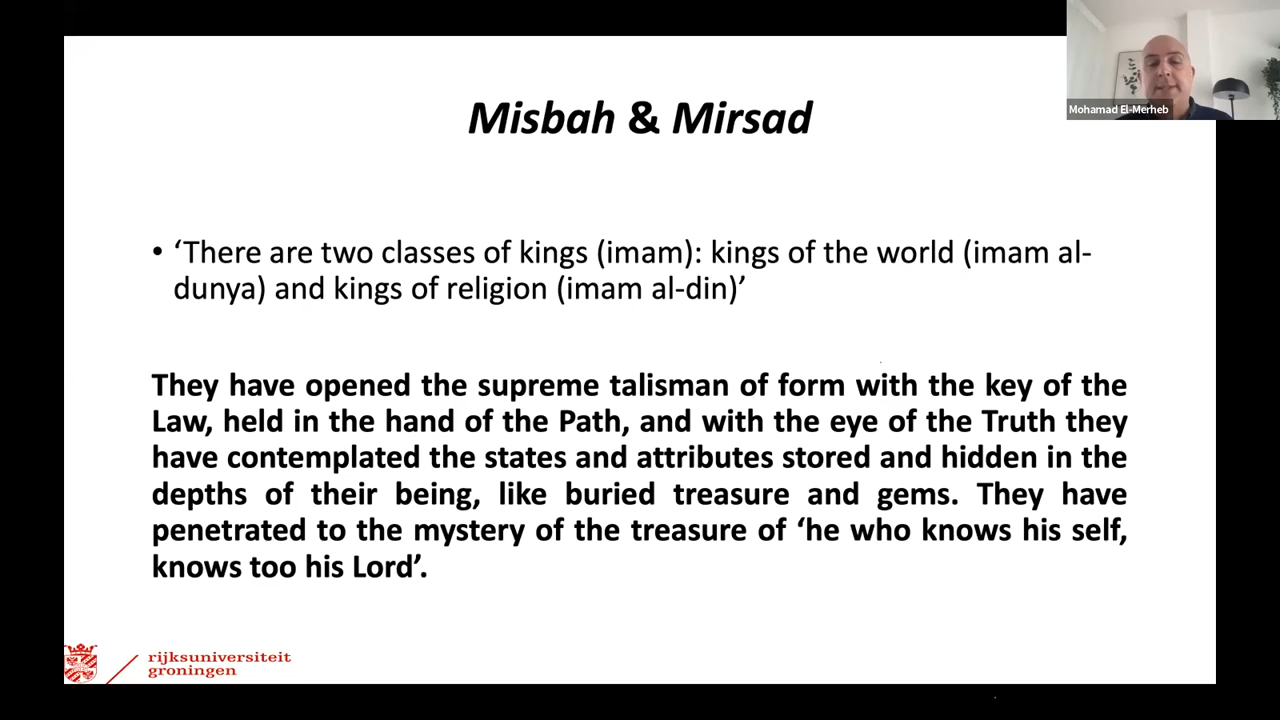 Mohamad El-Merheb
Misbah & Mirsad
• ‘There are two classes of kings (imam): kings of the world (imam al-
dunya) and kings of religion (imam al-din)’
They have opened the supreme talisman of form with the key of the
Law, held in the hand of the Path, and with the eye of the Truth they
have contemplated the states and attributes stored and hidden in the
depths of their being, like buried treasure and gems. They have
penetrated to the mystery of the treasure of ‘he who knows his self,
knows too his Lord’.
rijksuniversiteit
groningen